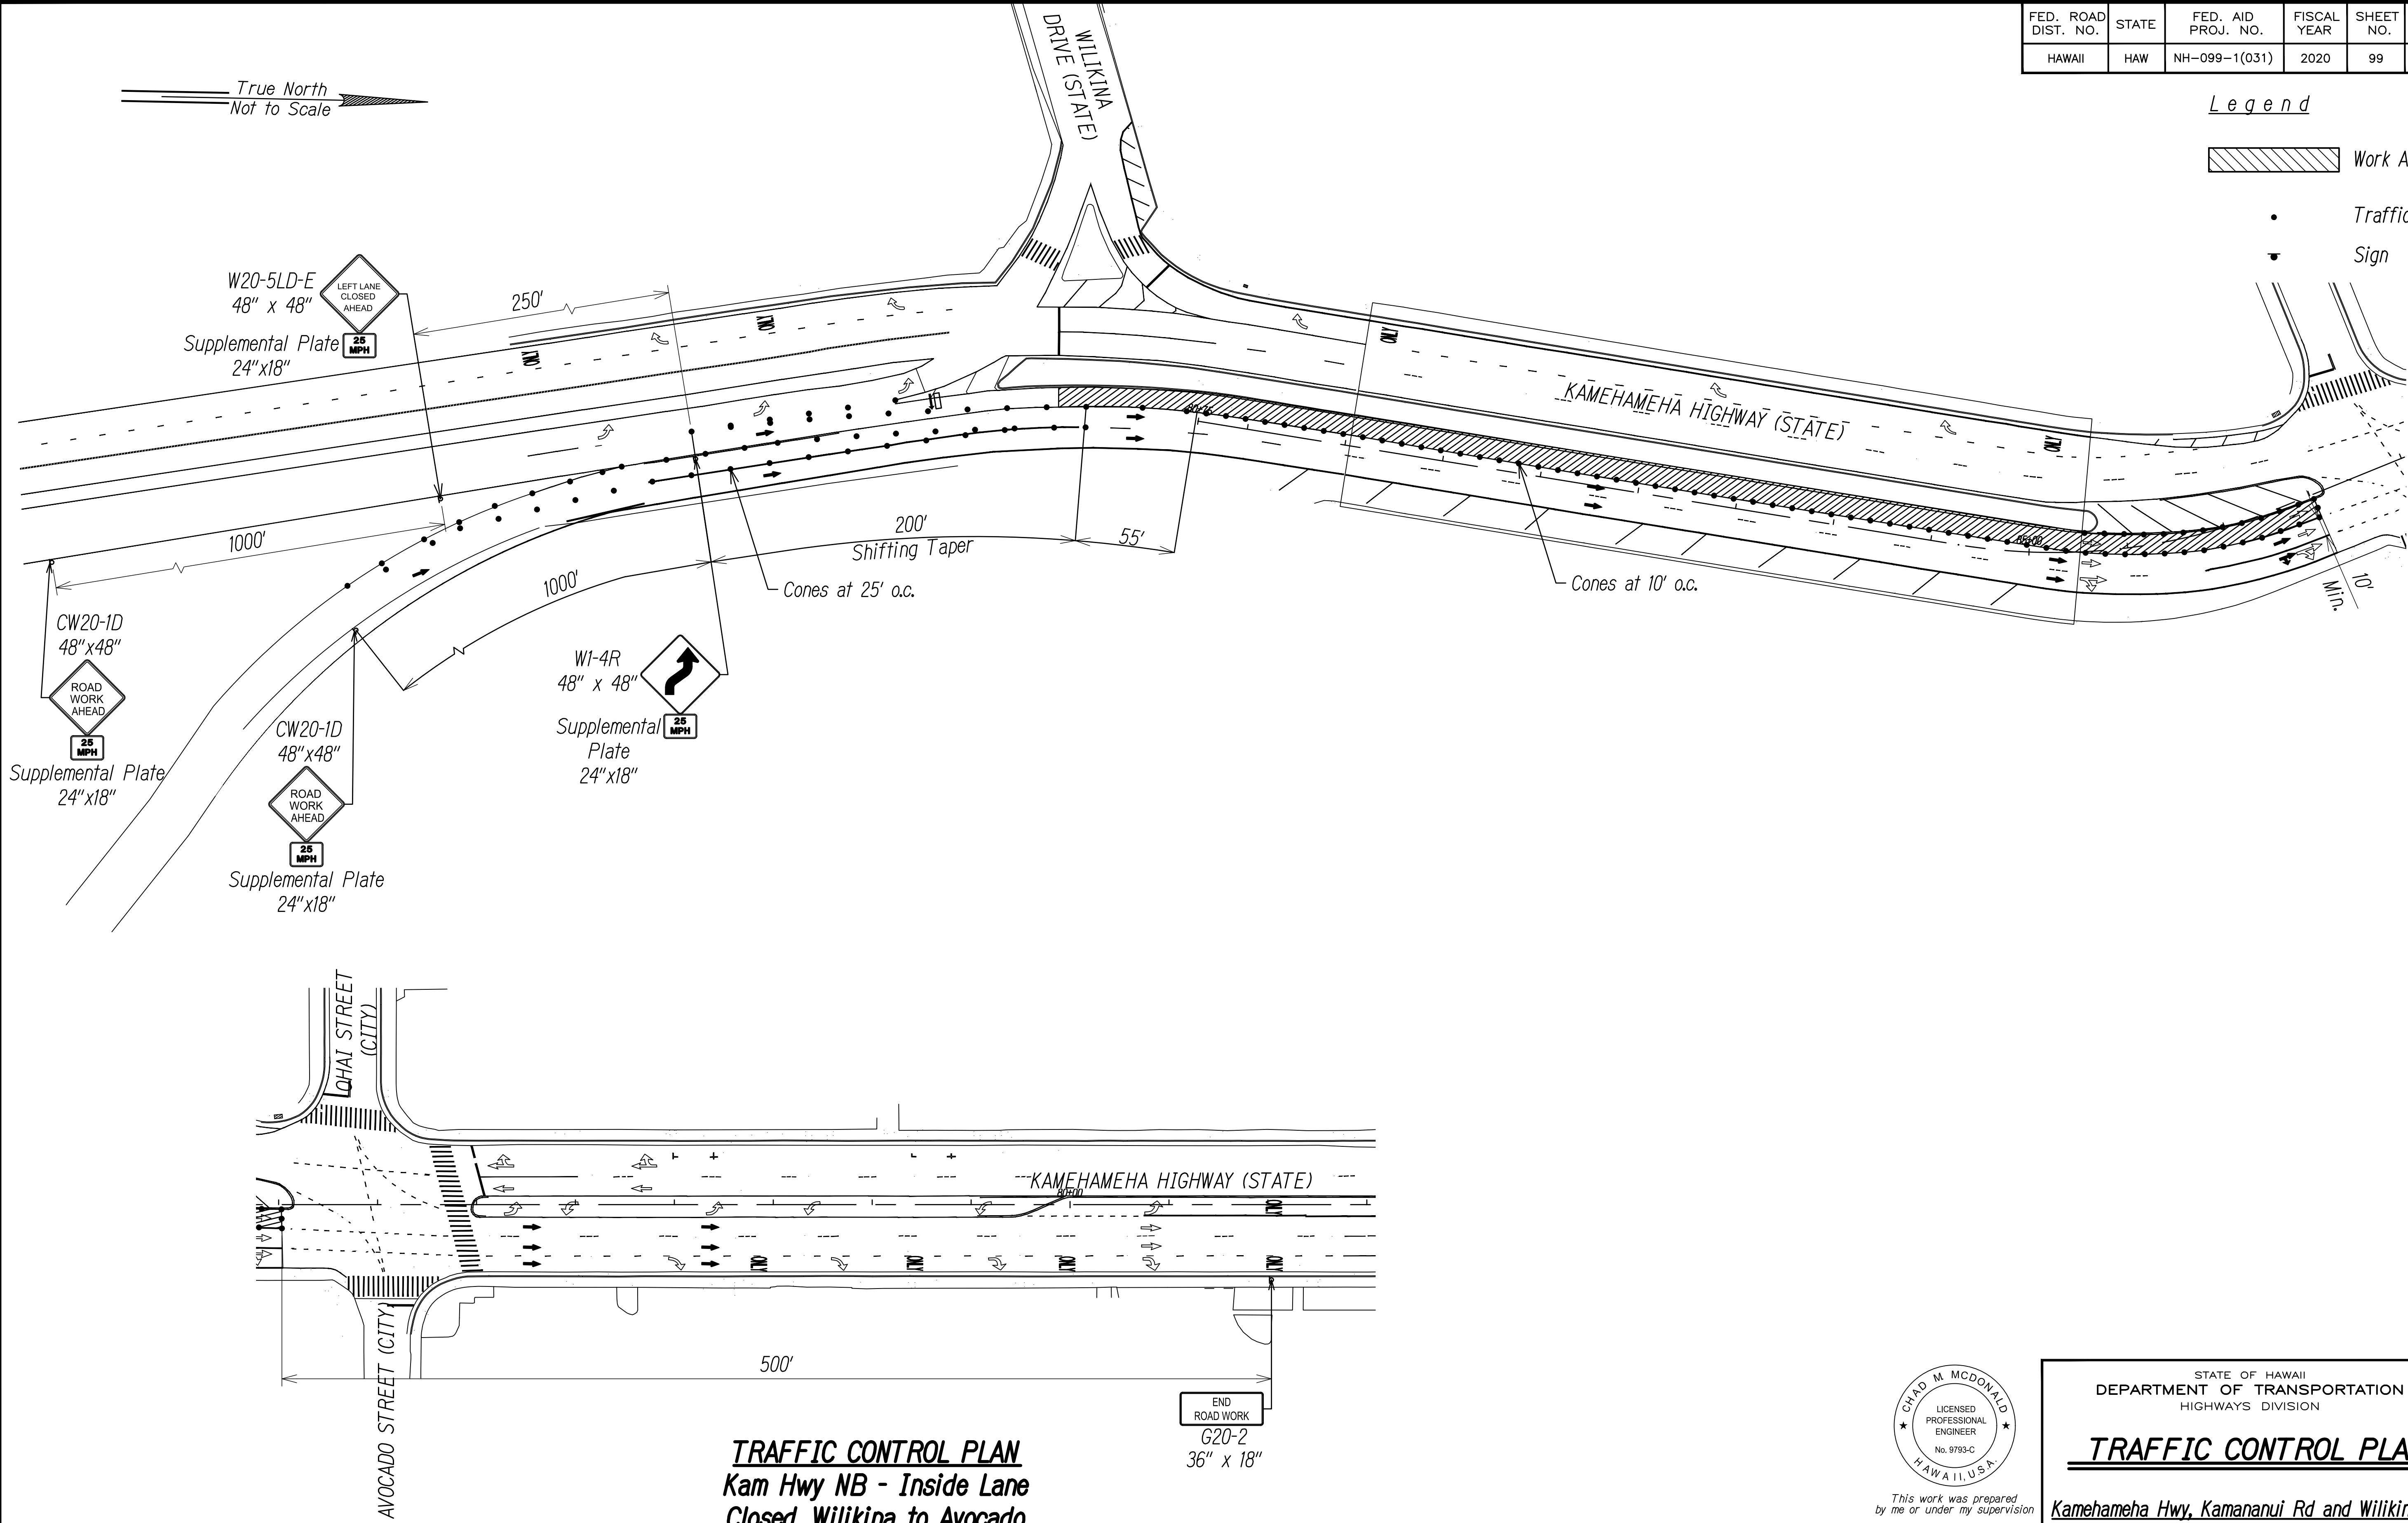 FED. ROAD DIST. NO.
STATE
FED. AID PROJ. NO.
FISCAL YEAR
SHEET NO.
HAWAII
HAW
NH-099-1(031)
2020
99
True North
Not to Scale
Legend
Work
Sign
WILIKINA
DRIVE (STATE)
W20-5LD-E
48" x 48"
LEFT LANE
CLOSED
AHEAD
Supplemental Plate
24"x18"
25
MPH
250'
ONLY
ONLY
ONLY
ONLY
KAMEHAMEHA HIGHWAY (STATE)
85+00
1000'
1000'
200'
Shifting Taper
55'
Cones at 25' o.c.
Cones at 10' o.c.
10'
Min.
CW20-1D
48"x48"
ROAD
WORK
AHEAD
25
MPH
Supplemental Plate
24"x18"
CW20-1D
48"x48"
ROAD
WORK
AHEAD
25
MPH
Supplemental Plate
24"x18"
W1-4R
48" x 48"
Supplemental
Plate
24"x18"
25
MPH
OHAI STREET
(CITY)
KAMEHAMEHA HIGHWAY (STATE)
80+00
ONLY
ONLY
ONLY
ONLY
ONLY
AVOCADO STREET (CITY)
500'
END
ROAD WORK
G20-2
36" x 18"
TRAFFIC CONTROL PLAN
Kam Hwy NB - Inside Lane
Closed, Wilikina to Avocado
CHAD M MCDONALD
LICENSED
PROFESSIONAL
ENGINEER
No. 9793-C
HAWAII, U.S.A.
This work was prepared
by me or under my supervision
STATE OF HAWAII
DEPARTMENT OF TRANSPORTATION
HIGHWAYS DIVISION
TRAFFIC CONTROL
Kamehameha Hwy, Kamananui Rd and